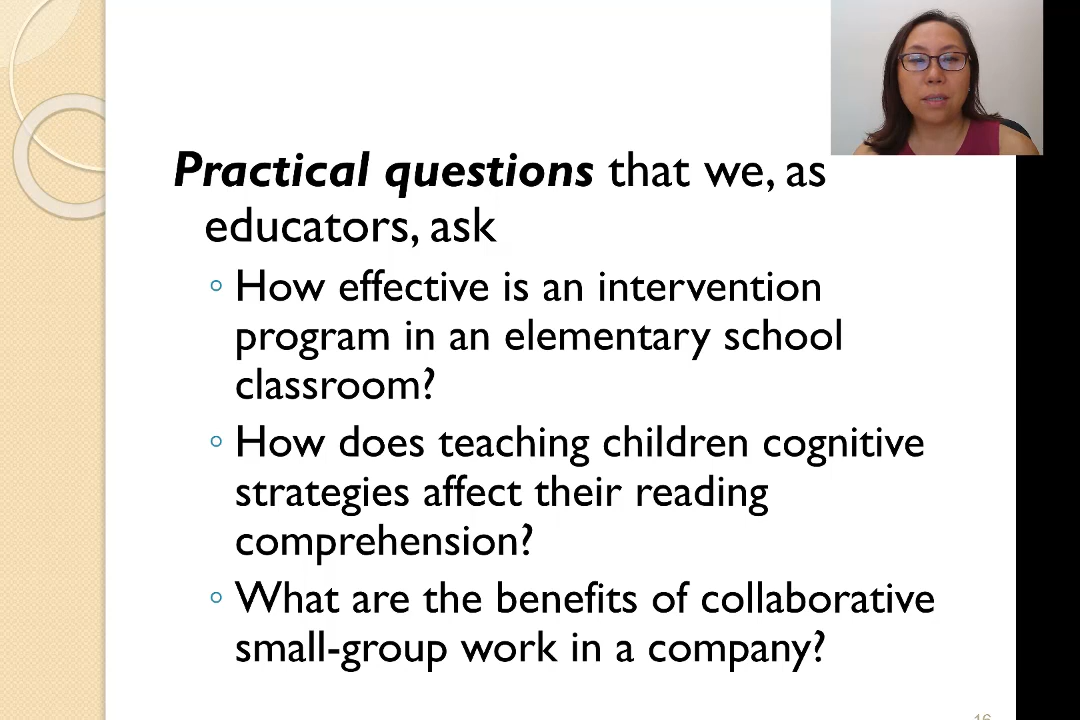 Practical questions that we, as
educators, ask
◦ How effective is an intervention
program in an elementary school
classroom?
◦ How does teaching children cognitive
strategies affect their reading
comprehension?
◦ What are the benefits of collaborative
small-group work in a company?
16